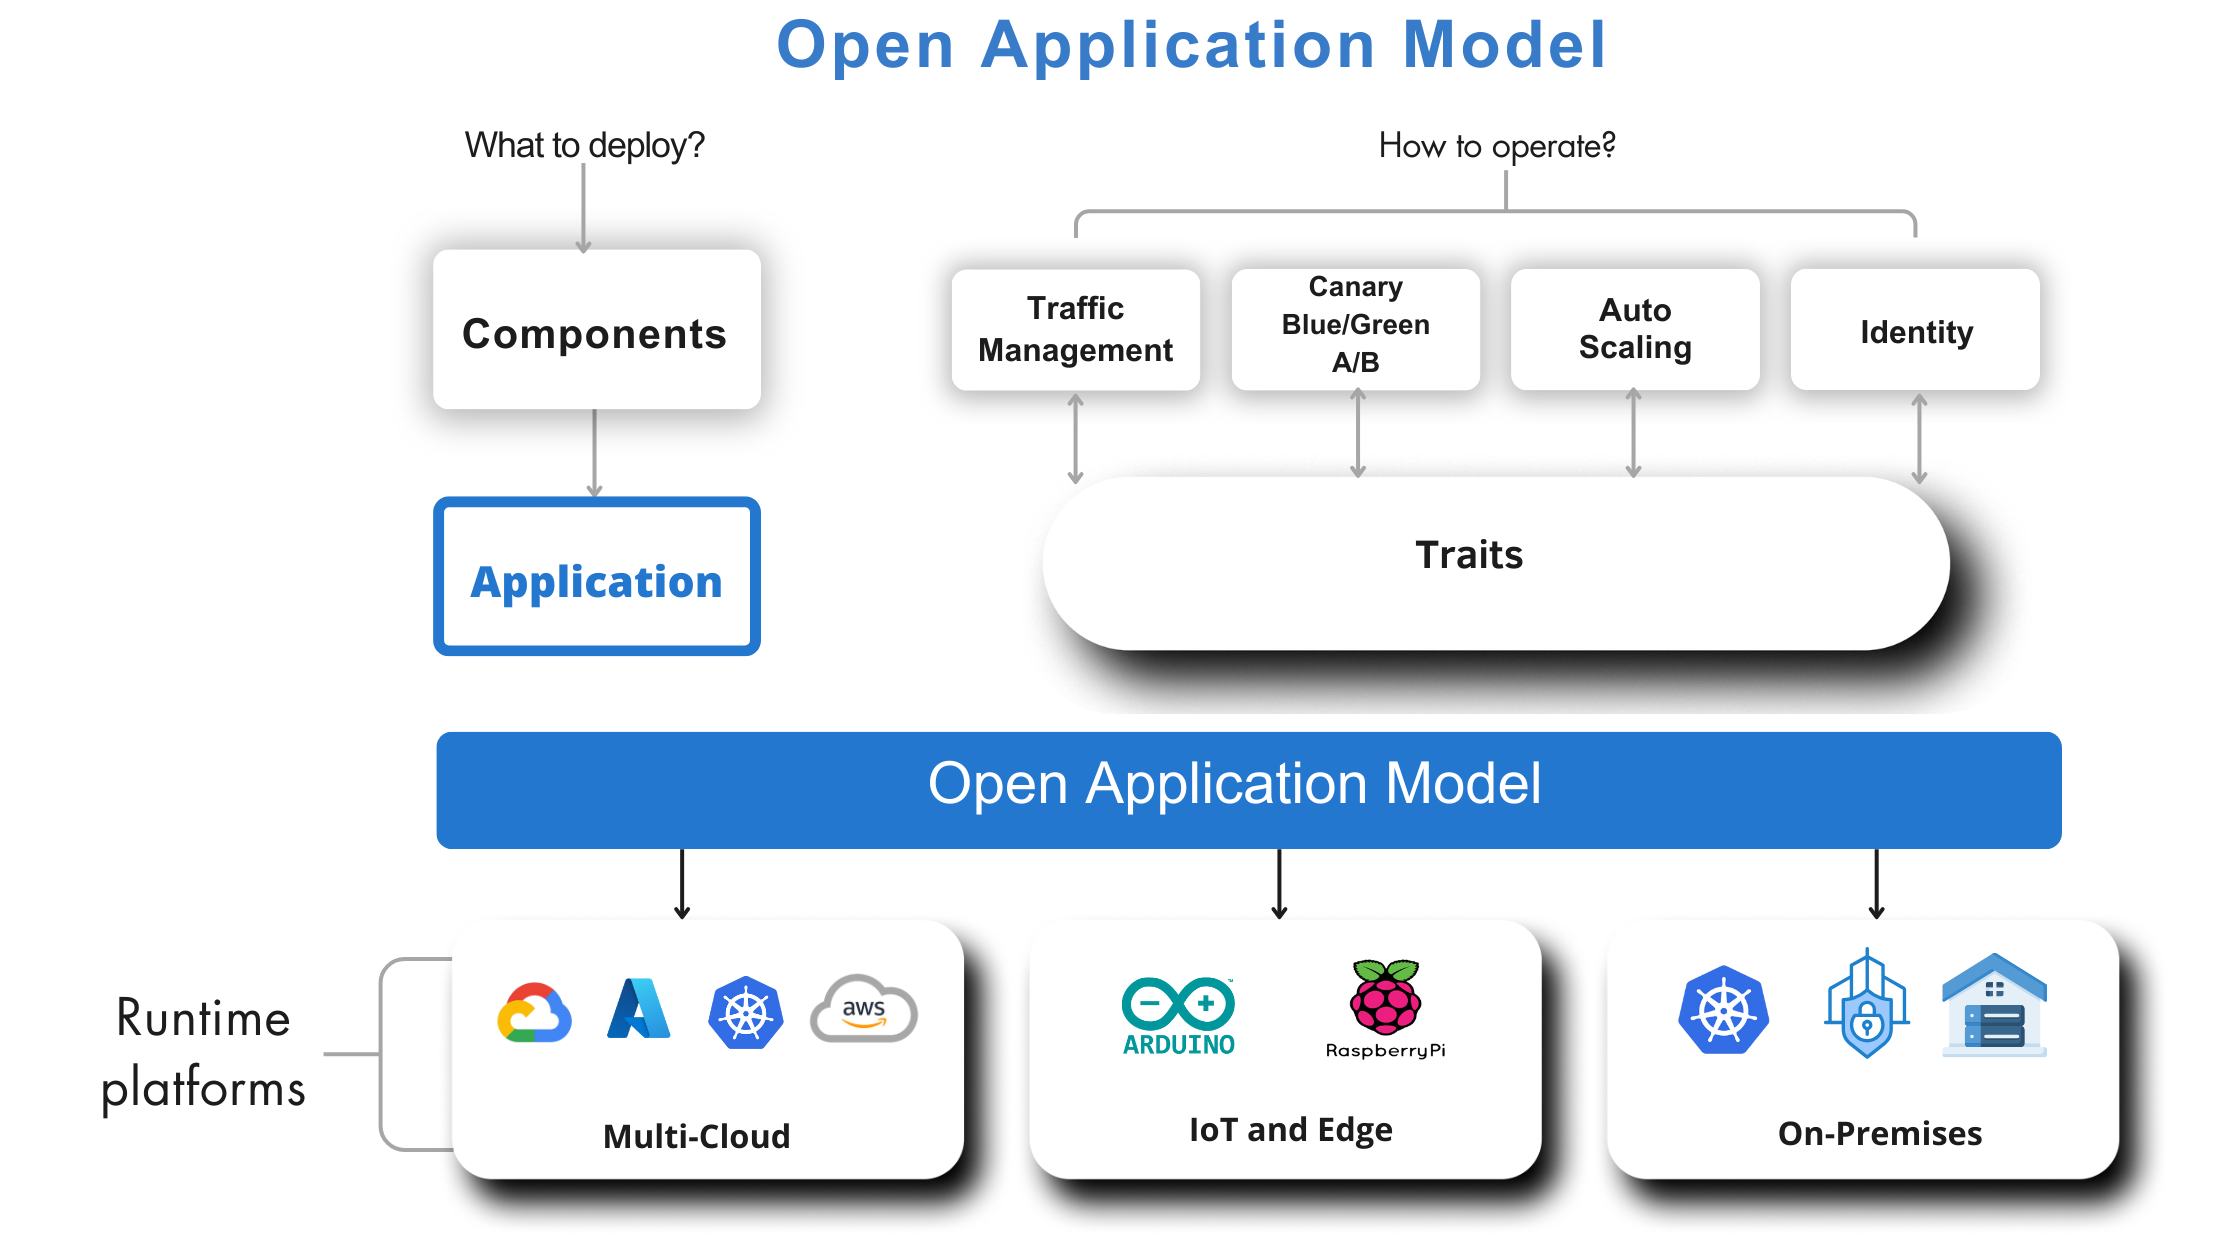 Open Application Model
What to deploy?
How to operate?
Components
Traffic
Management
Canary
Blue/Green
A/B
Auto
Scaling
Identity
Application
Traits
Open Application Model
Runtime
platforms
aws
Multi-Cloud
ARDUINO
™
RaspberryPi
IoT and Edge
On-Premises